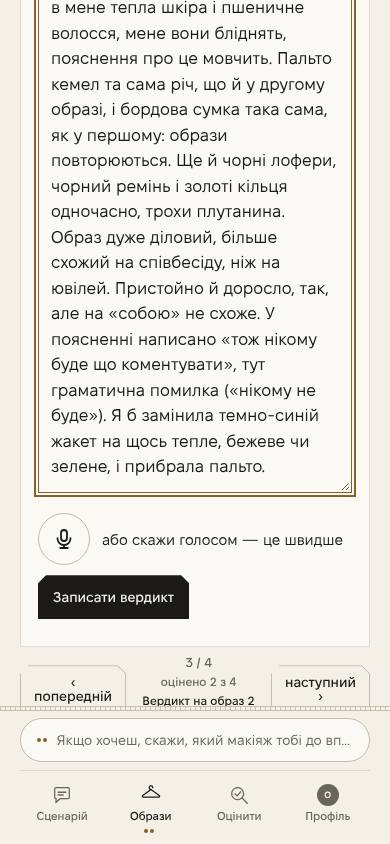 в мене тепла шкіра і пшеничне
волосся, мене вони бліднять,
пояснення про це мовчить. Пальто
кемел та сама річ, що й у другому
образі, і бордова сумка така сама,
як у першому: образи
повторюються. Ще й чорні лофери,
чорний ремінь і золоті кільця
одночасно, трохи плутанина.
Образ дуже діловий, більше
схожий на співбесіду, ніж на
ювілей. Пристойно й доросло, так,
але на «собою» не схоже. У
поясненні написано «тож нікому
буде що коментувати», тут
граматична помилка («нікому не
буде»). Я б замінила темно-синій
жакет на щось тепле, бежеве чи
зелене, і прибрала пальто.
або скажи голосом — це швидше
Записати вердикт
‹
попередній
3 / 4
оцінено 2 з 4
Вердикт на образ 2
наступний
›
Якщо хочеш, скажи, який макіяж тобі до вп...
Сценарій
Образи
Оцінити
О
Профіль